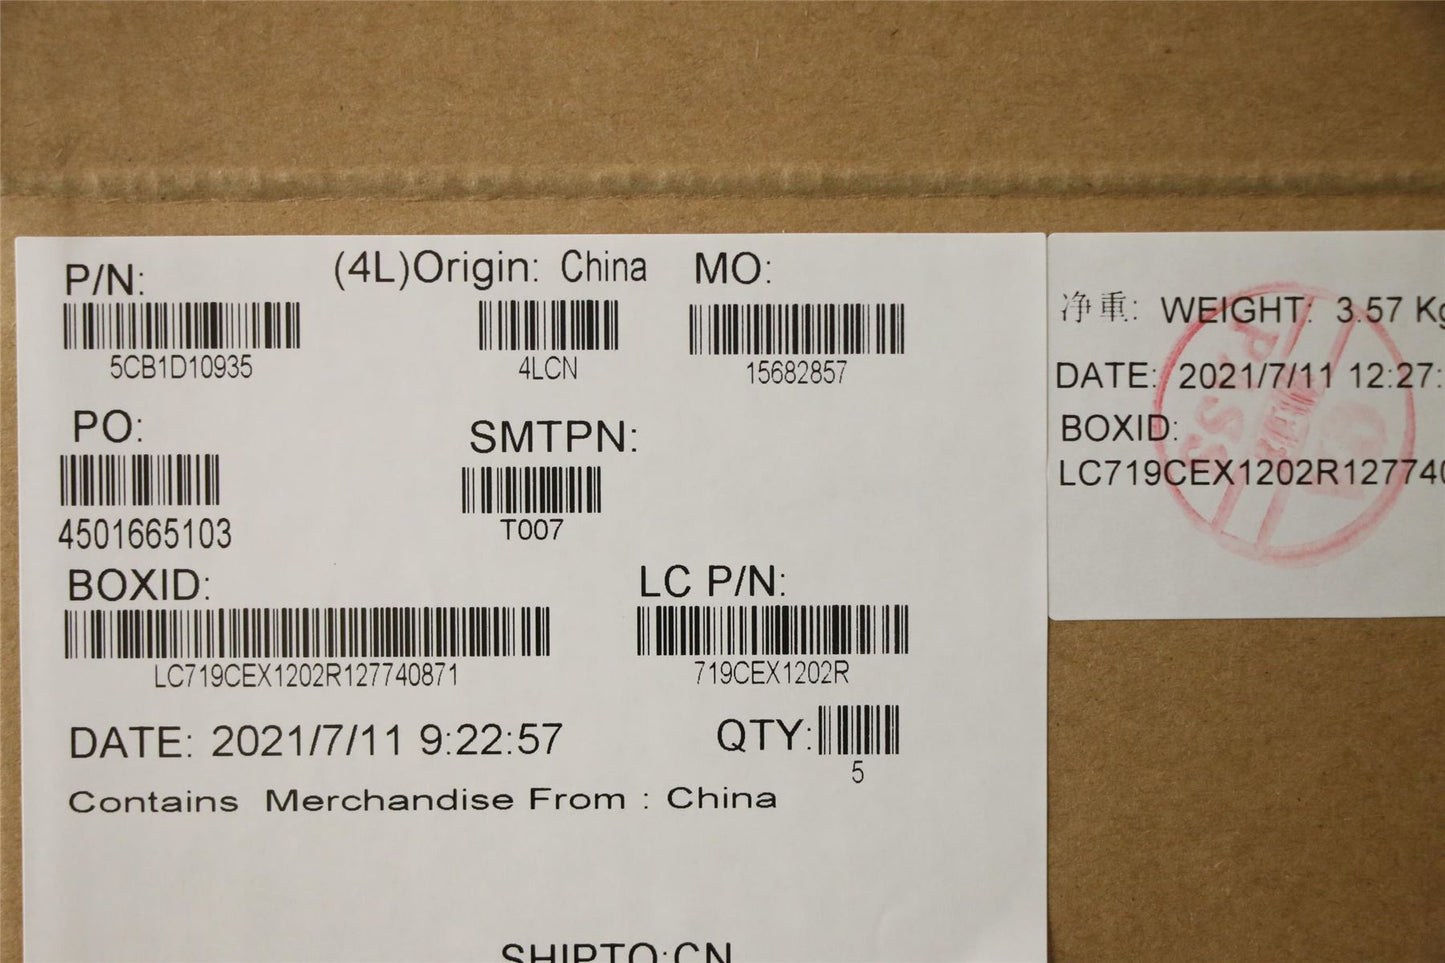 P/N:
(4L)Origin: China
MO:
5CB1D10935
4LCN
15682857
PO:
SMTPN:
4501665103
T007
BOXID:
LC P/N:
LC719CEX1202R127740871
719CEX1202R
DATE: 2021/7/11 9:22:57
QTY:
5
Contains Merchandise From : China
SHIPTO:CN
净重: WEIGHT: 3.57 Kg
DATE: 2021/7/11 12:27:
BOXID:
LC719CEX1202R127740